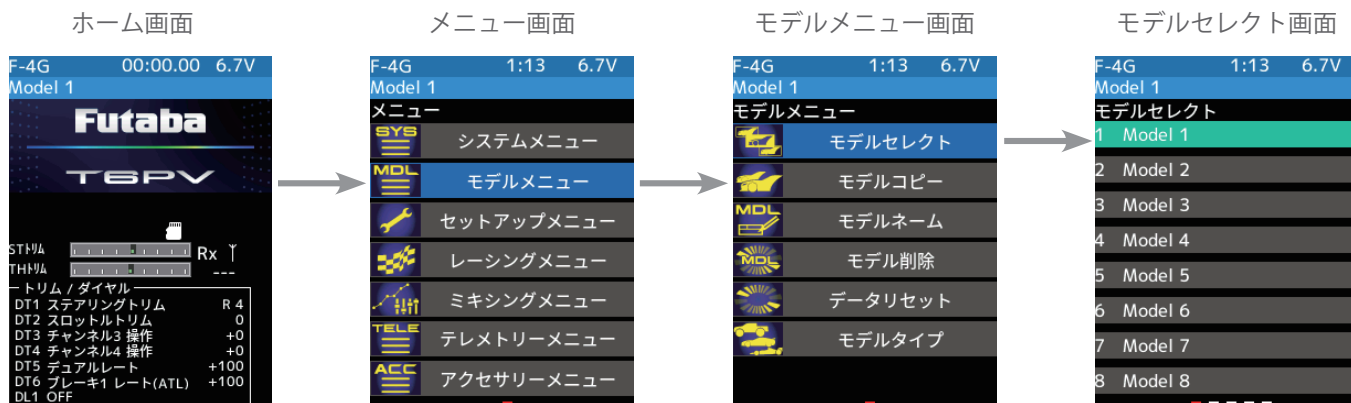 ホーム画面
F-4G 00:00.00 6.7V
Model 1
Futaba
T6PV
STトリム
Rx
THトリム
---
トリム / ダイヤル
DT1 ステアリングトリム R 4
DT2 スロットルトリム 0
DT3 チャンネル3 操作 +0
DT4 チャンネル4 操作 +0
DT5 デュアルレート +100
DT6 ブレーキ1 レート(ATL) +100
DL1 OFF
メニュー画面
F-4G 1:13 6.7V
Model 1
メニュー
SYS システムメニュー
MDL モデルメニュー
セットアップメニュー
レーシングメニュー
ミキシングメニュー
TELE テレメトリーメニュー
ACC アクセサリーメニュー
モデルメニュー画面
F-4G 1:13 6.7V
Model 1
モデルメニュー
モデルセレクト
モデルコピー
MDL モデルネーム
MDL モデル削除
データリセット
モデルタイプ
モデルセレクト画面
F-4G 1:13 6.7V
Model 1
モデルセレクト
1 Model 1
2 Model 2
3 Model 3
4 Model 4
5 Model 5
6 Model 6
7 Model 7
8 Model 8